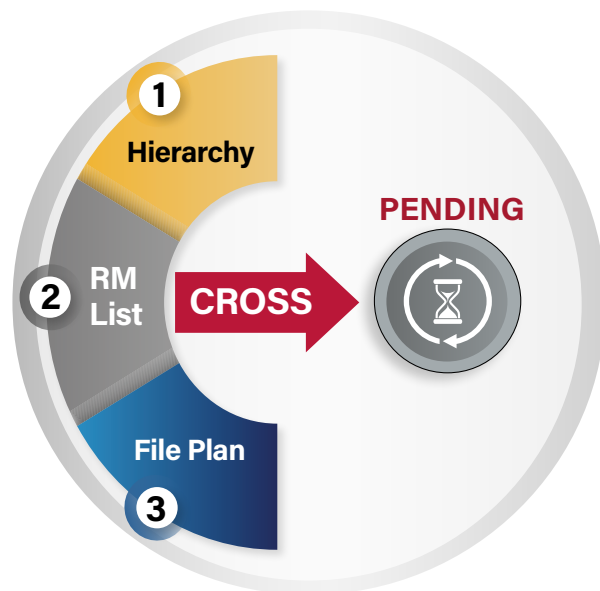 1
Hierarchy
PENDING
2
RM
List
CROSS
File Plan
3